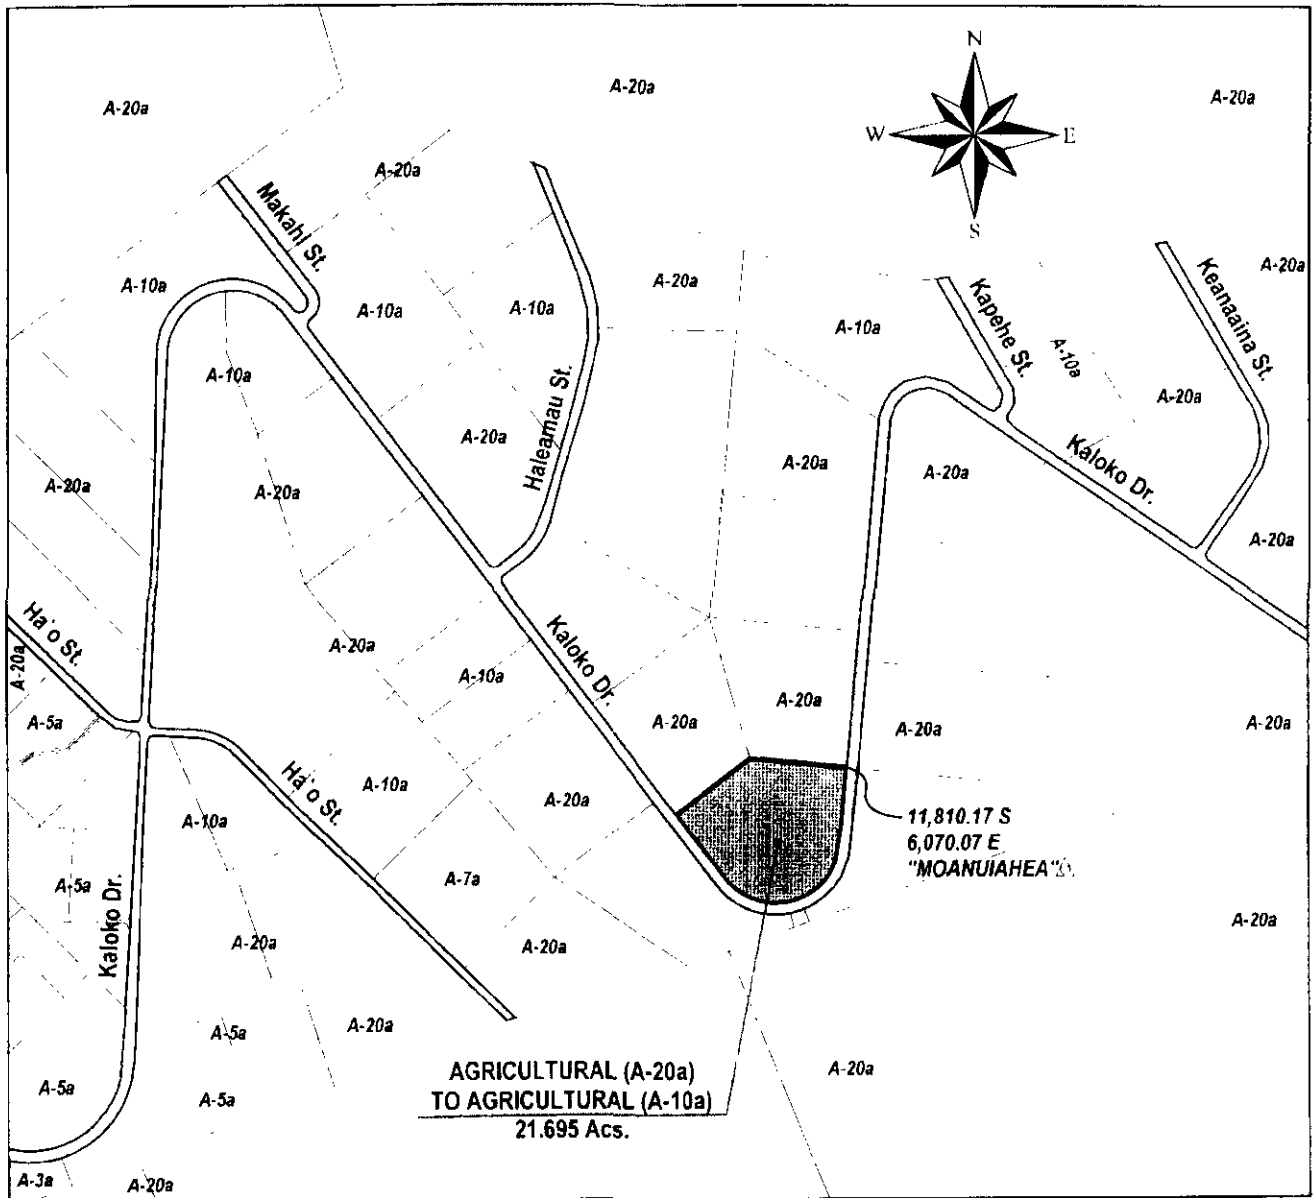 N
A-20a
A-20a
A-20a
W
E
A-20a
Makahi St.
S
A-10a
A-20a
A-20a
Keanaaina St.
A-10a
A-10a
A-10a
Kapehe St.
A-10a
A-10a
A-20a
Haleamau St.
A-20a
A-20a
A-20a
Kaloko Dr.
A-20a
A-20a
A-20a
Ha'o St.
A-20a
A-20a
Kaloko Dr.
A-10a
A-20a
A-5a
A-20a
A-20a
A-20a
Ha'o St.
A-10a
A-20a
A-10a
11,810.17 S
6,070.07 E
"MOANUIAHEA"
A-5a
A-7a
Kaloko Dr.
A-20a
A-20a
A-20a
A-5a
A-20a
A-5a
A-5a
AGRICULTURAL (A-20a)
TO AGRICULTURAL (A-10a)
21.695 Acs.
A-20a
A-3a
A-20a